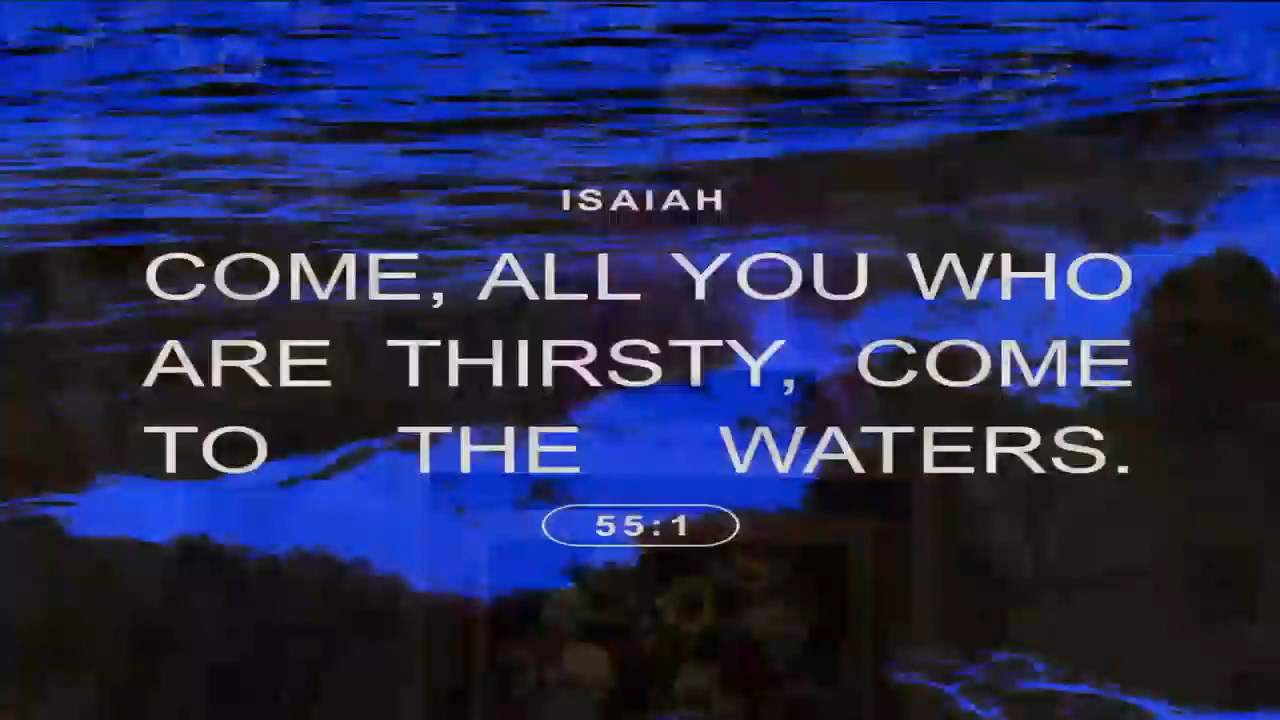 ISAIAH
COME, ALL YOU WHO
ARE THIRSTY, COME
TO THE WATERS.
55:1